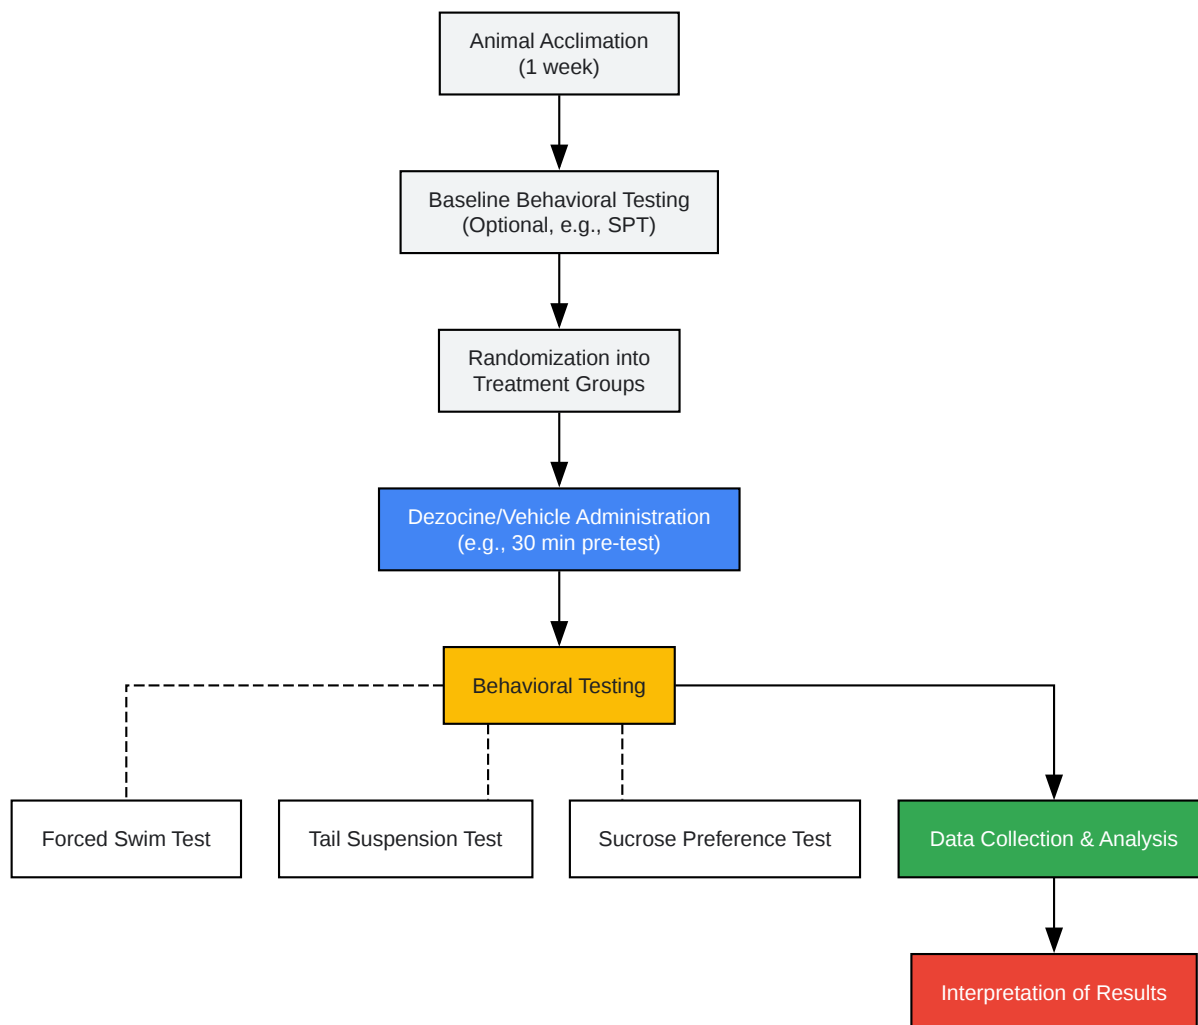 Animal Acclimation
(1 week)
Baseline Behavioral Testing
(Optional, e.g., SPT)
Randomization into
Treatment Groups
Dezocine/Vehicle Administration
(e.g., 30 min pre-test)
Behavioral Testing
Forced Swim Test
Tail Suspension Test
Sucrose Preference Test
Data Collection & Analysis
Interpretation of Results